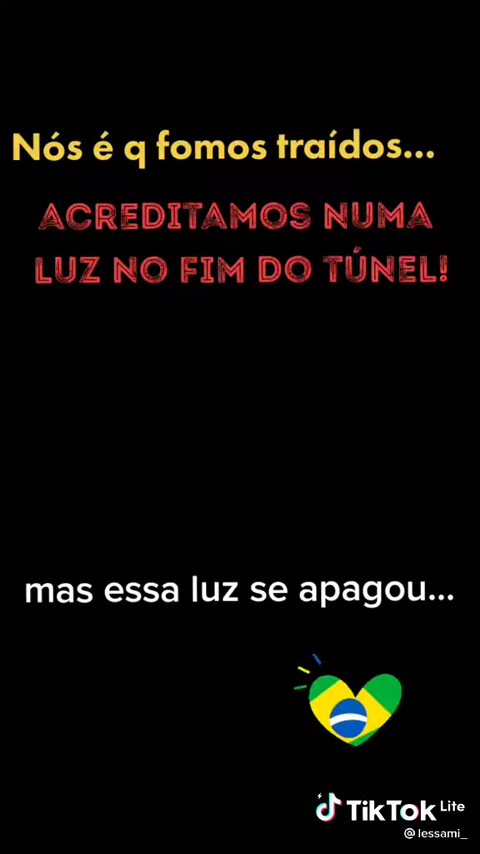 Nós é q fomos traídos...
ACREDITAMOS NUMA
LUZ NO FIM DO TÚNEL!
mas essa luz se apagou...
TikTok Lite
@lessami_